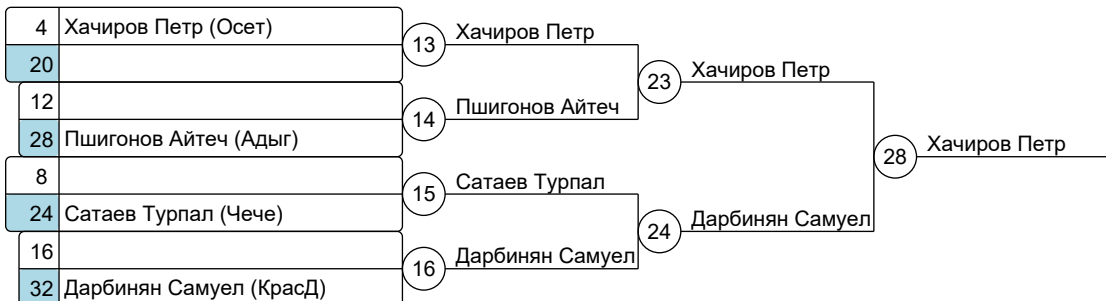 4 Хачиров Петр (Осет)
20
12
28 Пшигонов Айтеч (Адыг)
8
24 Сатаев Турпал (Чече)
16
32 Дарбинян Самуел (КрасД)
13 Хачиров Петр
14 Пшигонов Айтеч
15 Сатаев Турпал
16 Дарбинян Самуел
23 Хачиров Петр
24 Дарбинян Самуел
28 Хачиров Петр